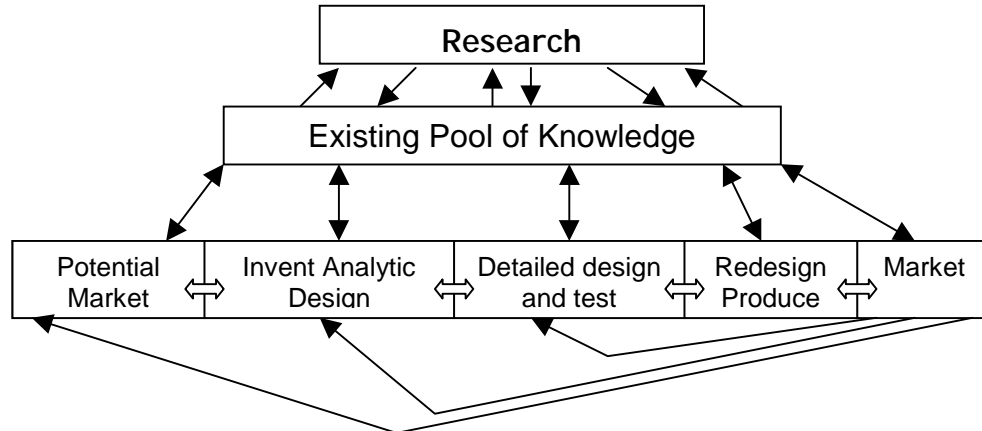 Research
Existing Pool of Knowledge
Potential
Market
Invent Analytic
Design
Detailed design
and test
Redesign
Produce
Market